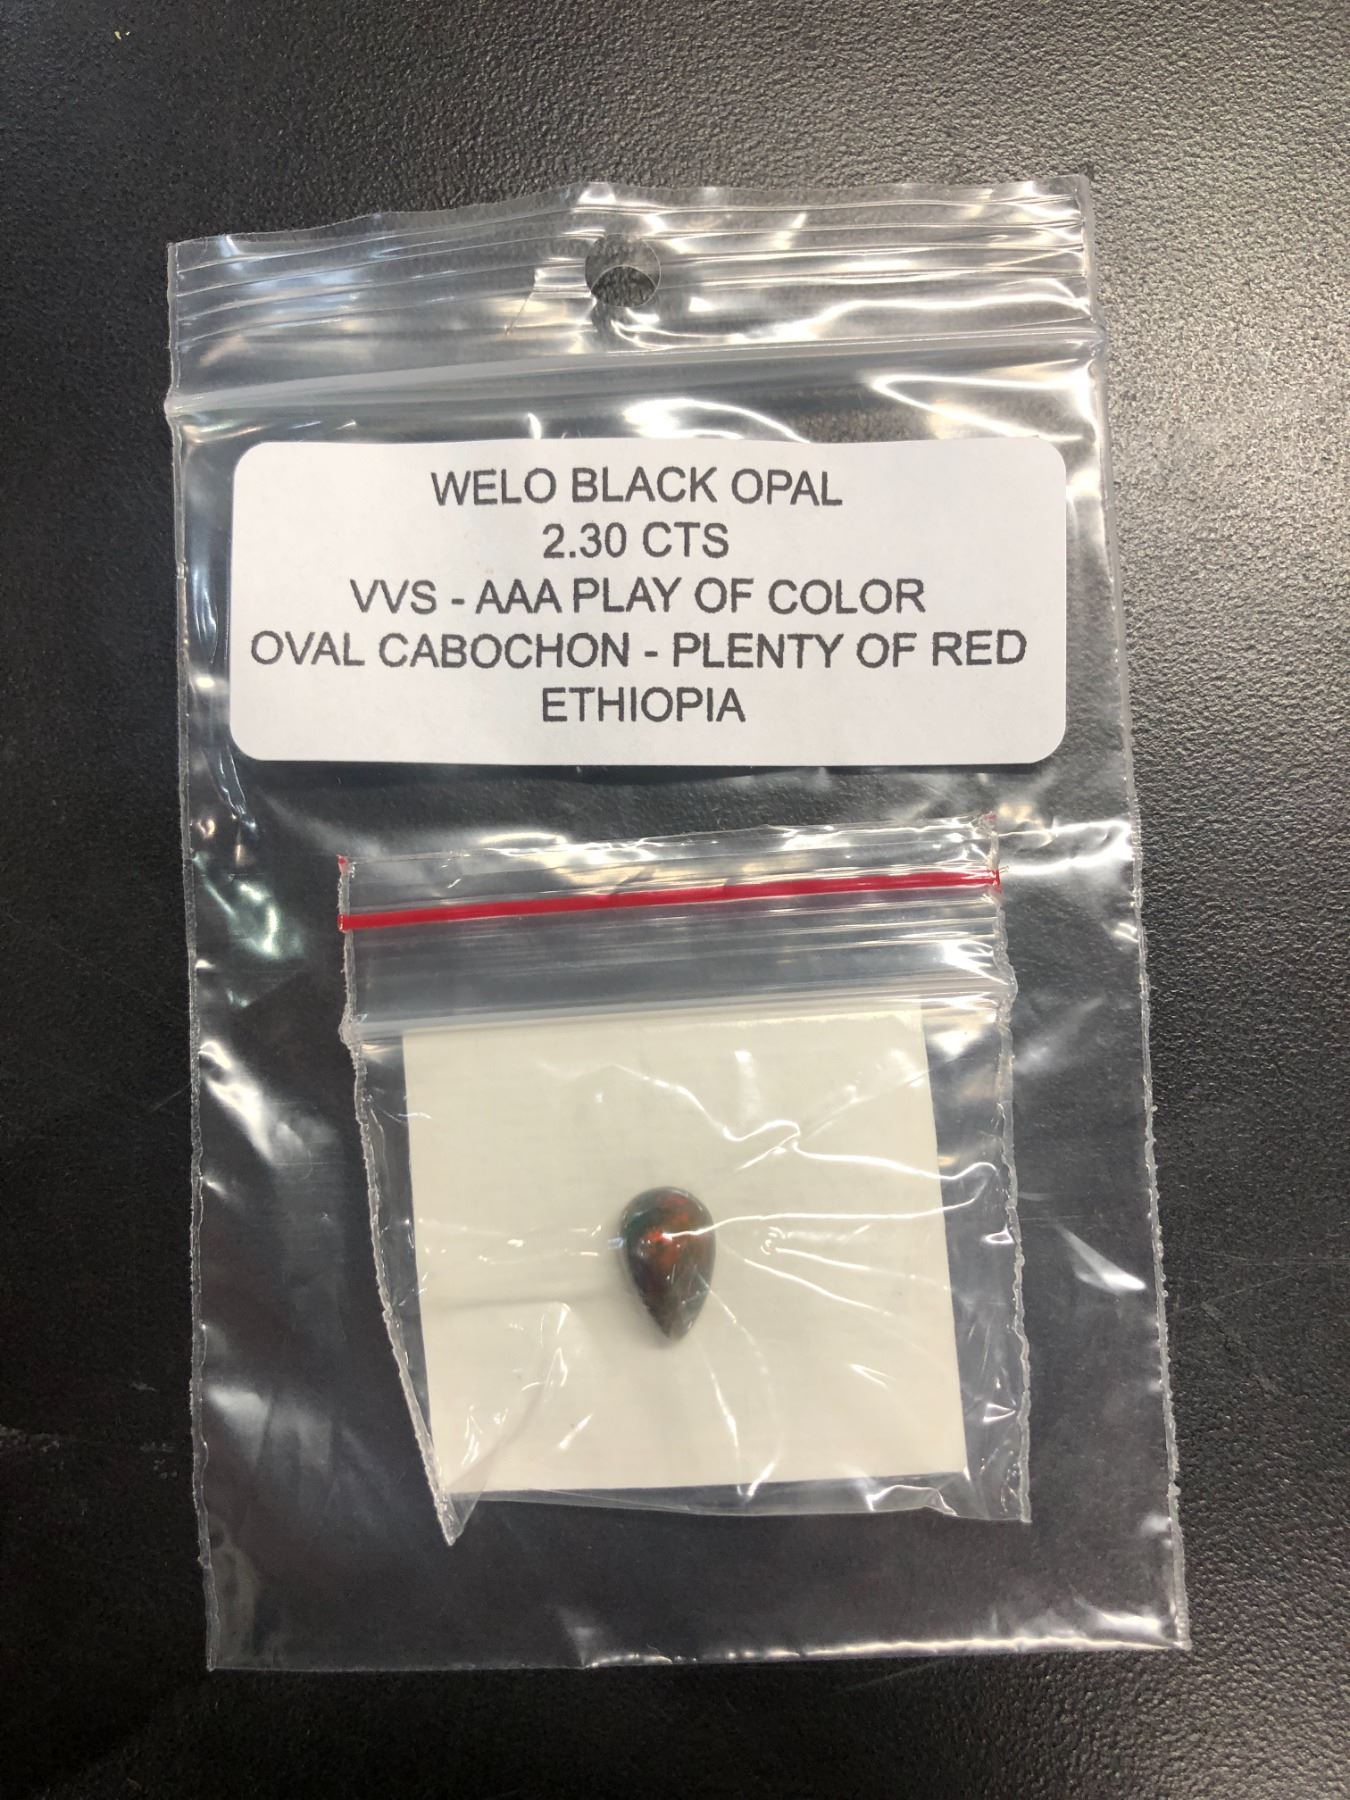 WELO BLACK OPAL
2.30 CTS
VVS - AAA PLAY OF COLOR
OVAL CABOCHON - PLENTY OF RED
ETHIOPIA